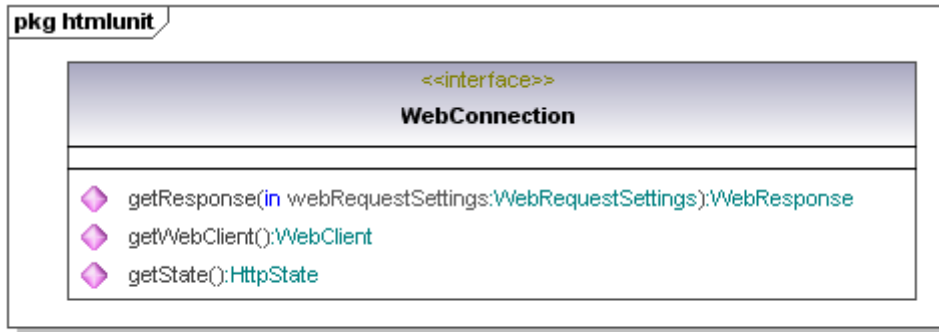 pkg htmlunit
<<interface>>
WebConnection
getResponse(in webRequestSettings:WebRequestSettings):WebResponse
getWebClient():WebClient
getState():HttpState